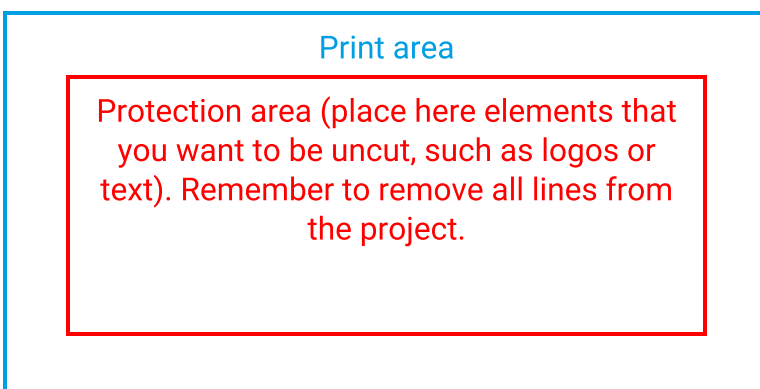 Print area
Protection area (place here elements that
you want to be uncut, such as logos or
text). Remember to remove all lines from
the project.